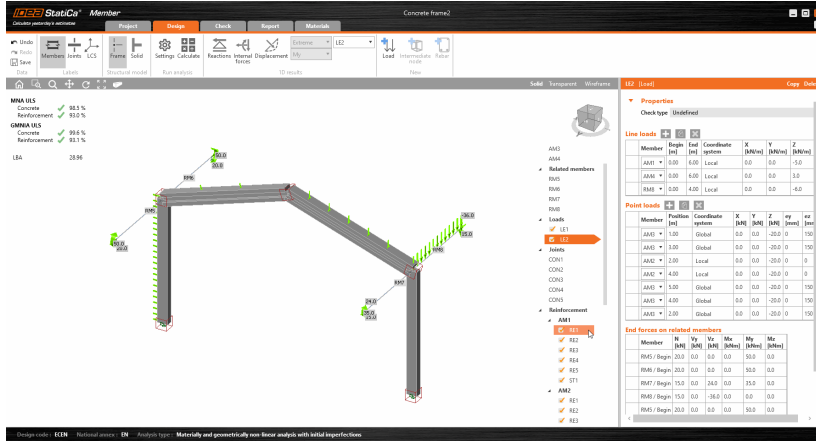 IDEA StatiCa® Member
Calculate yesterday's estimates
Concrete frame2
Project Design Check Report Materials
Undo
Redo
Save
Members Joints LCS
Frame Solid
Settings Calculate
Reactions Internal forces Displacement
Extreme LE2
My
Load Intermediate node Rebar
Data Labels Structural model Run analysis 1D results New
Solid Transparent Wireframe
LE2 [Load] Copy Dele
MNA ULS
Concrete 98.5 %
Reinforcement 93.0 %
GMNIA ULS
Concrete 99.6 %
Reinforcement 93.1 %
LBA 28.96
20.0
RM6
RM5
-36.0
RM8
RM7
24.0
AM3
AM4
Related members
RM5
RM6
RM7
RM8
Loads
LE1
LE2
Joints
CON1
CON2
CON3
CON4
CON5
Reinforcement
AM1
RE1
RE2
RE3
RE4
RE5
ST1
AM2
RE1
RE2
RE3
Properties
Check type Undefined
Line loads
Member Begin [m] End [m] Coordinate system X [kN/m] Y [kN/m] Z [kN/m]
AM1 0.00 6.00 Local 0.0 0.0 -5.0
AM4 0.00 6.00 Local 0.0 0.0 5.0
RM8 0.00 4.00 Local 0.0 0.0 -6.0
Point loads
Member Position [m] Coordinate system X [kN] Y [kN] Z [kN] ey [mm] ez [mm
AM3 1.00 Global 0.0 0.0 -20.0 0 150
AM3 3.00 Global 0.0 0.0 -20.0 0 150
AM2 2.00 Local 0.0 0.0 -20.0 0 0
AM2 4.00 Local 0.0 0.0 -20.0 0 0
AM3 5.00 Global 0.0 0.0 -20.0 0 150
AM3 4.00 Global 0.0 0.0 -20.0 0 150
AM3 2.00 Global 0.0 0.0 -20.0 0 150
End forces on related members
Member N [kN] Vy [kN] Vz [kN] Mx [kNm] My [kNm] Mz [kNm]
RM5 / Begin 20.0 0.0 0.0 0.0 50.0 0.0
RM6 / Begin 20.0 0.0 0.0 0.0 50.0 0.0
RM7 / Begin 15.0 0.0 24.0 0.0 35.0 0.0
RM8 / Begin 15.0 0.0 -36.0 0.0 0.0 0.0
RM5 / Begin 20.0 0.0 0.0 0.0 50.0 0.0
Design code : ECEN National annex : EN Analysis type : Materially and geometrically non-linear analysis with initial imperfections